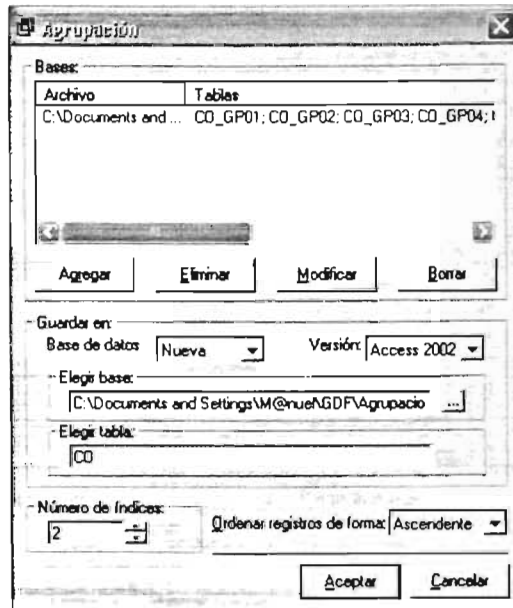 Agrupación
Bases:
Archivo Tablas
C:\Documents and ... CO_GP01; CO_GP02; CO_GP03; CO_GP04;
Agregar Eliminar Modificar Borrar
Guardar en:
Base de datos Nueva Versión: Access 2002
Elegir base:
C:\Documents and Settings\M@nuel\GDF\Agrupacio ...
Elegir tabla:
CO
Número de índices:
2 Ordenar registros de forma: Ascendente
Aceptar Cancelar